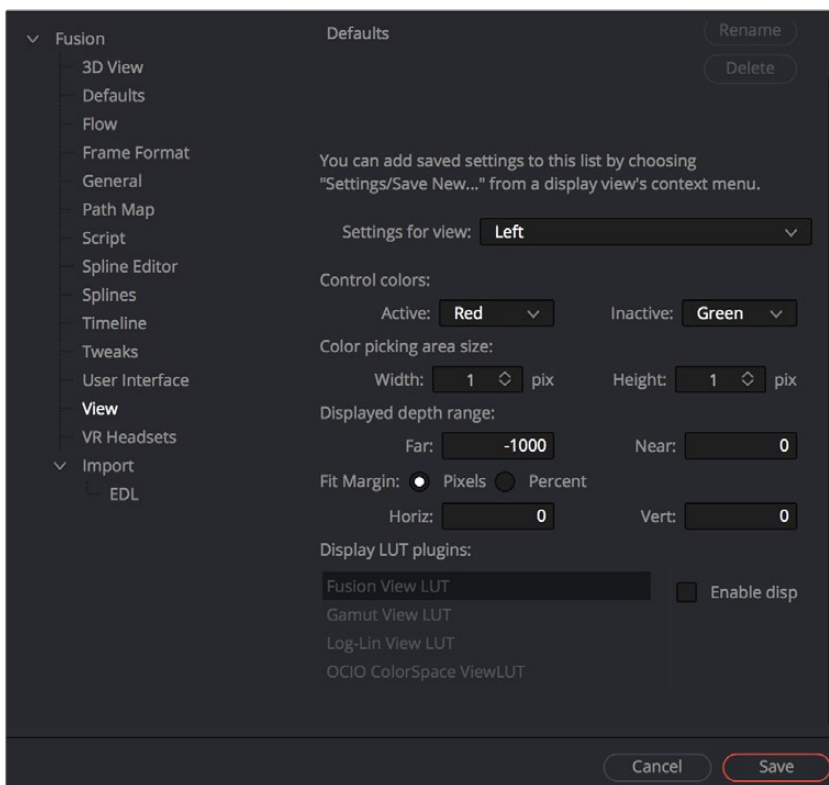 Fusion
3D View
Defaults
Flow
Frame Format
General
Path Map
Script
Spline Editor
Splines
Timeline
Tweaks
User Interface
View
VR Headsets
Import
EDL
Defaults
Rename
Delete
You can add saved settings to this list by choosing
"Settings/Save New..." from a display view's context menu.
Settings for view: Left
Control colors:
Active: Red Inactive: Green
Color picking area size:
Width: 1 pix Height: 1 pix
Displayed depth range:
Far: -1000 Near: 0
Fit Margin: Pixels Percent
Horiz: 0 Vert: 0
Display LUT plugins:
Fusion View LUT Enable disp
Gamut View LUT
Log-Lin View LUT
OCIO ColorSpace ViewLUT
Cancel Save